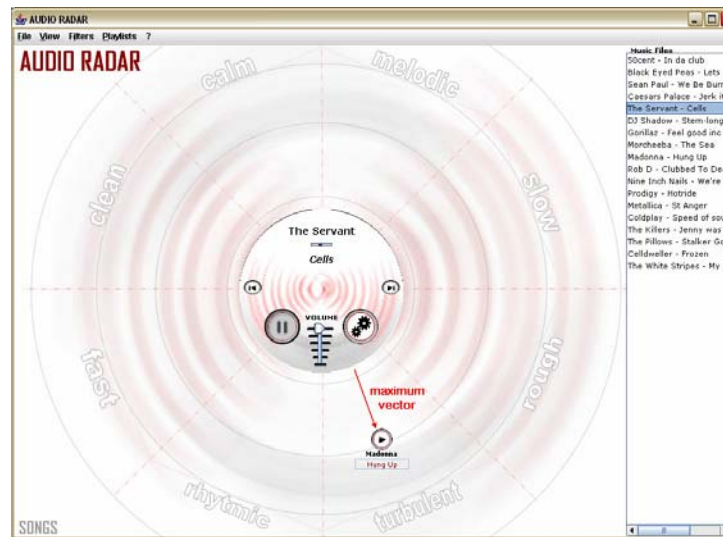 AUDIO RADAR
File View Filters Playlists ?
AUDIO RADAR
calm
melodic
clean
slow
The Servant
Cells
VOLUME
fast
rough
maximum
vector
Madonna
Hung Up
rhytmic
turbulent
SONGS
Music Files
50cent - In da club
Black Eyed Peas - Lets
Sean Paul - We Be Burn
Caesars Palace - Jerk it
The Servant - Cells
DJ Shadow - Stem-long
Gorillaz - Feel good inc
Morcheeba - The Sea
Madonna - Hung Up
Rob D - Clubbed To De
Nine Inch Nails - We're
Prodigy - Hotride
Metallica - St Anger
Coldplay - Speed of sou
The Killers - Jenny was
The Pillows - Stalker Go
Celldweller - Frozen
The White Stripes - My